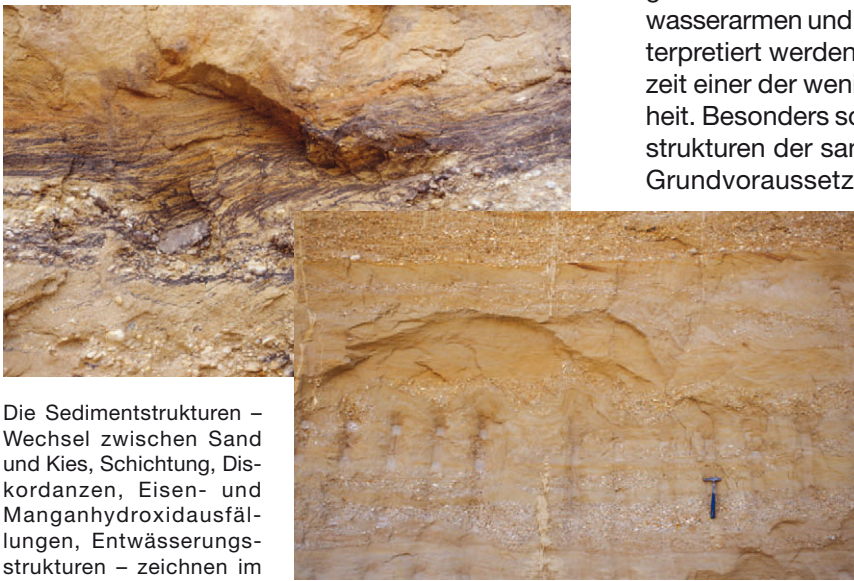 wasserarmen und
terpretiert werden
zeit einer der wen
heit. Besonders so
strukturen der sar
Grundvoraussetz
Die Sedimentstrukturen –
Wechsel zwischen Sand
und Kies, Schichtung, Dis-
kordanzen, Eisen- und
Manganhydroxidausfäl-
lungen, Entwässerungs-
strukturen – zeichnen im